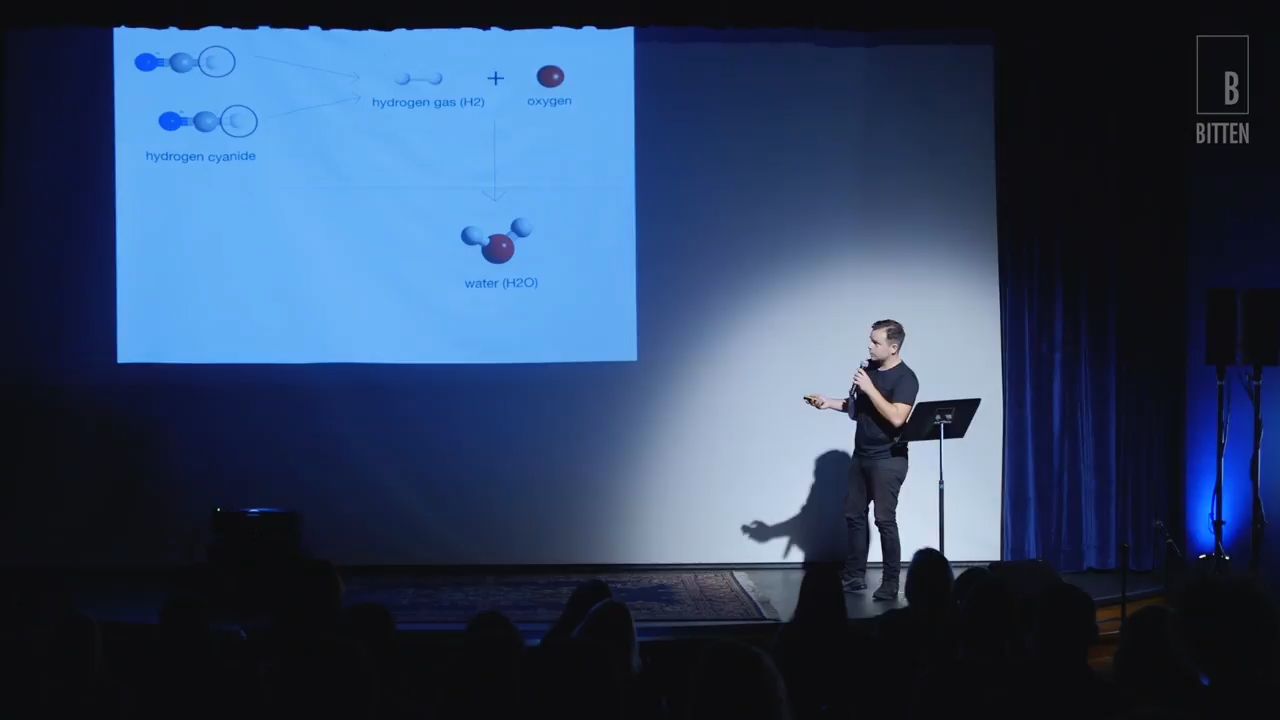 hydrogen gas (H2)
+
oxygen
hydrogen cyanide
water (H2O)
B
BITTEN